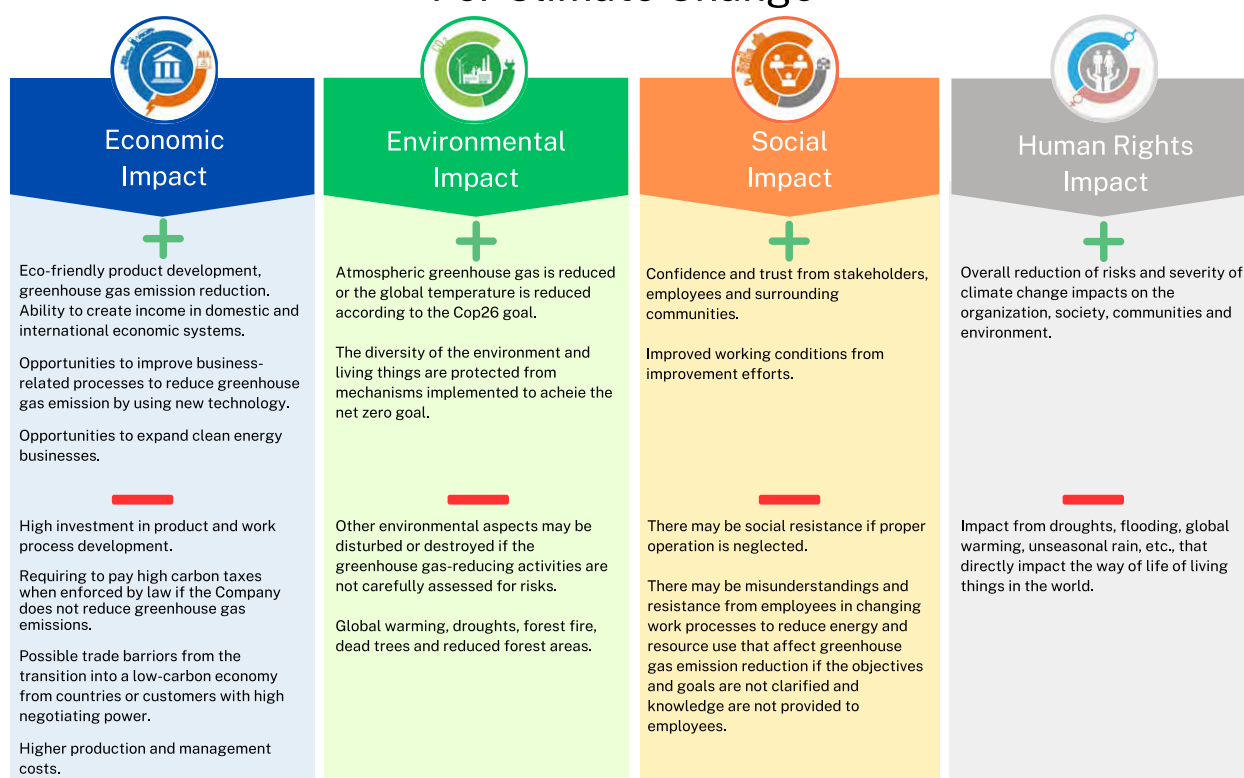 For Climate Change
Economic
Impact
Eco-friendly product development,
greenhouse gas emission reduction.
Ability to create income in domestic and
international economic systems.
Opportunities to improve business-
related processes to reduce greenhouse
gas emission by using new technology.
Opportunities to expand clean energy
businesses.
High investment in product and work
process development.
Requiring to pay high carbon taxes
when enforced by law if the Company
does not reduce greenhouse gas
emissions.
Possible trade barriers from the
transition into a low-carbon economy
from countries or customers with high
negotiating power.
Higher production and management
costs.
CO2
Environmental
Impact
Atmospheric greenhouse gas is reduced
or the global temperature is reduced
according to the Cop26 goal.
The diversity of the environment and
living things are protected from
mechanisms implemented to acheie the
net zero goal.
Other environmental aspects may be
disturbed or destroyed if the
greenhouse gas-reducing activities are
not carefully assessed for risks.
Global warming, droughts, forest fire,
dead trees and reduced forest areas.
Social
Impact
Confidence and trust from stakeholders,
employees and surrounding
communities.
Improved working conditions from
improvement efforts.
There may be social resistance if proper
operation is neglected.
There may be misunderstandings and
resistance from employees in changing
work processes to reduce energy and
resource use that affect greenhouse
gas emission reduction if the objectives
and goals are not clarified and
knowledge are not provided to
employees.
Human Rights
Impact
Overall reduction of risks and severity of
climate change impacts on the
organization, society, communities and
environment.
Impact from droughts, flooding, global
warming, unseasonal rain, etc., that
directly impact the way of life of living
things in the world.